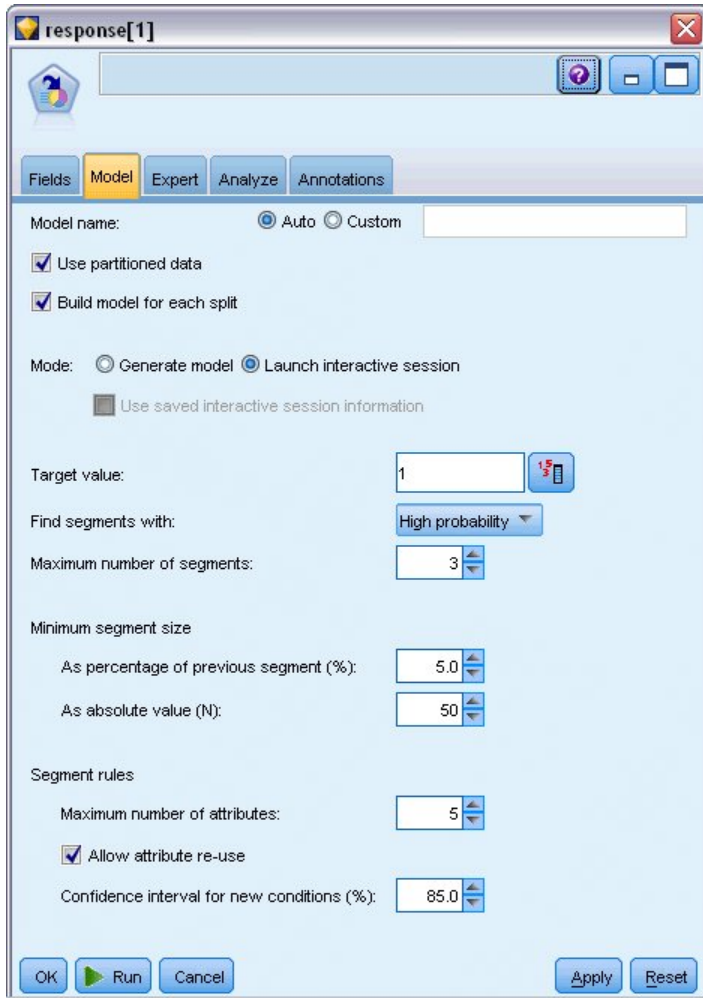 response[1]
Fields Model Expert Analyze Annotations
Model name: Auto Custom
Use partitioned data
Build model for each split
Mode: Generate model Launch interactive session
Use saved interactive session information
Target value: 1
Find segments with: High probability
Maximum number of segments: 3
Minimum segment size
As percentage of previous segment (%): 5.0
As absolute value (N): 50
Segment rules
Maximum number of attributes: 5
Allow attribute re-use
Confidence interval for new conditions (%): 85.0
OK Run Cancel Apply Reset